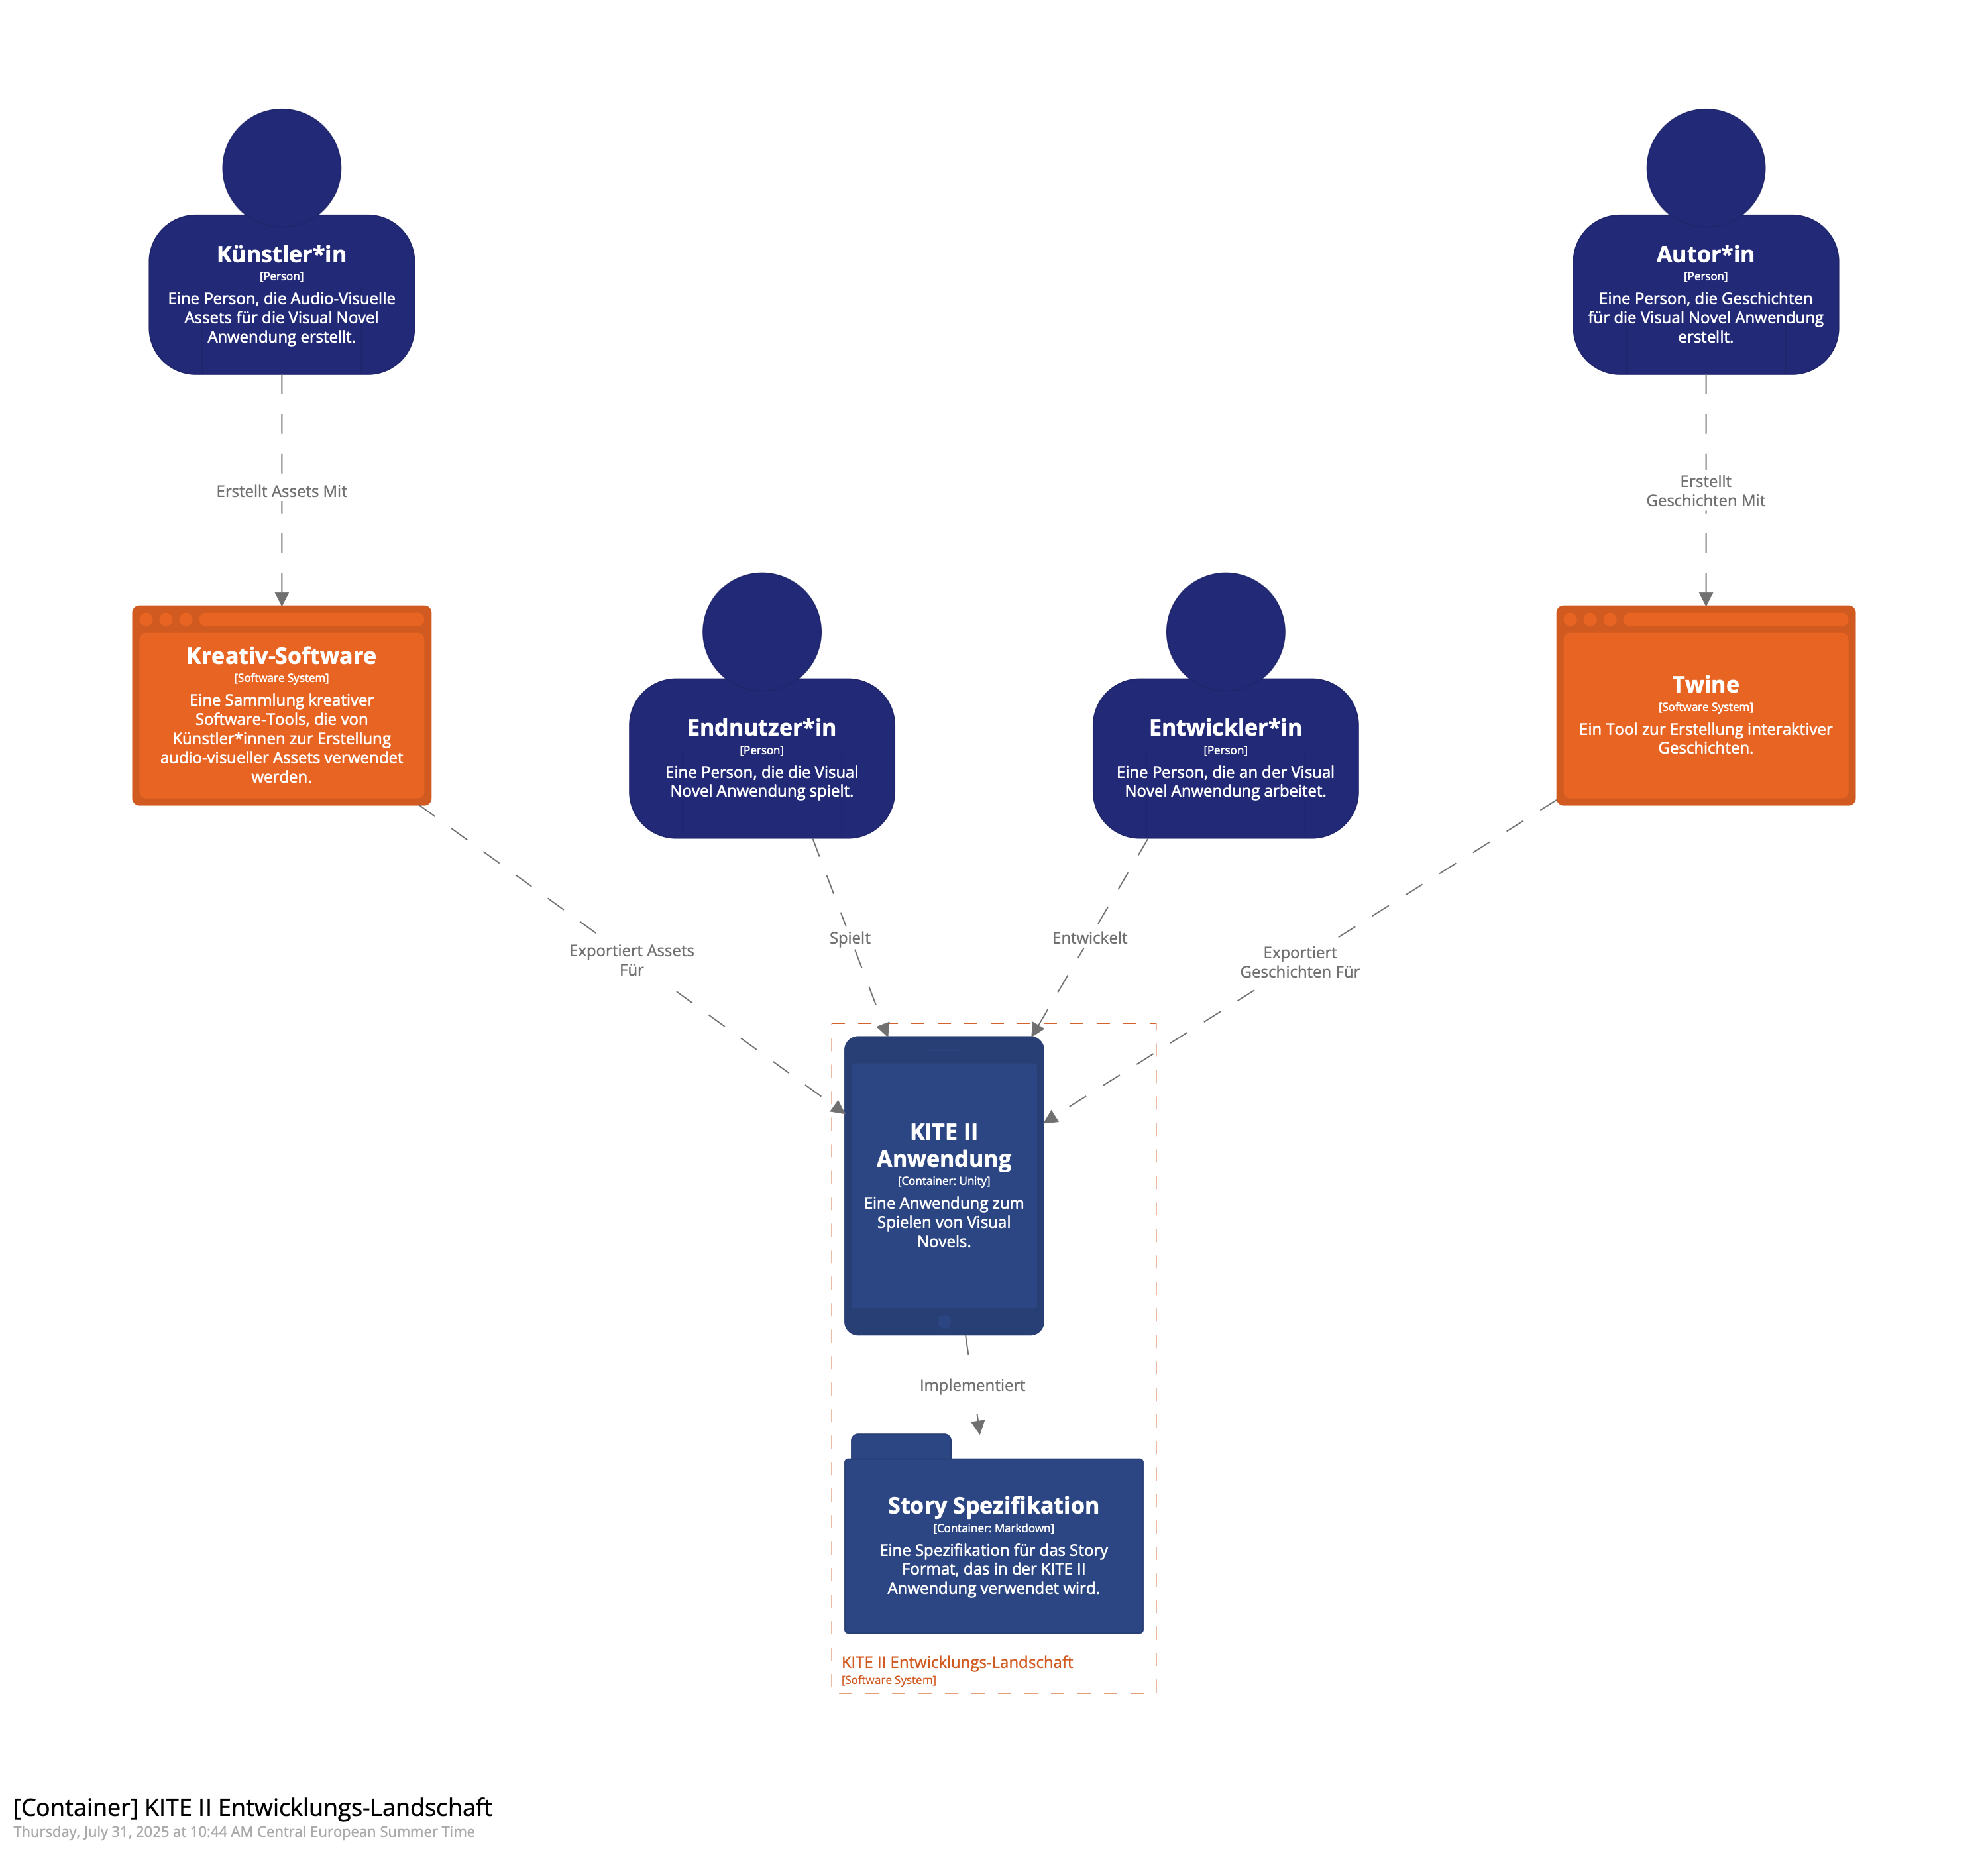 Künstler*in
[Person]
Eine Person, die Audio-Visuelle
Assets für die Visual Novel
Anwendung erstellt.
Autor*in
[Person]
Eine Person, die Geschichten
für die Visual Novel Anwendung
erstellt.
Erstellt Assets Mit
Erstellt
Geschichten Mit
Kreativ-Software
[Software System]
Eine Sammlung kreativer
Software-Tools, die von
Künstler*innen zur Erstellung
audio-visueller Assets verwendet
werden.
Endnutzer*in
[Person]
Eine Person, die die Visual
Novel Anwendung spielt.
Entwickler*in
[Person]
Eine Person, die an der Visual
Novel Anwendung arbeitet.
Twine
[Software System]
Ein Tool zur Erstellung interaktiver
Geschichten.
Exportiert Assets
Für
Spielt
Entwickelt
Exportiert
Geschichten Für
KITE II
Anwendung
[Container: Unity]
Eine Anwendung zum
Spielen von Visual
Novels.
Implementiert
Story Spezifikation
[Container: Markdown]
Eine Spezifikation für das Story
Format, das in der KITE II
Anwendung verwendet wird.
KITE II Entwicklungs-Landschaft
[Software System]
[Container] KITE II Entwicklungs-Landschaft
Thursday, July 31, 2025 at 10:44 AM Central European Summer Time